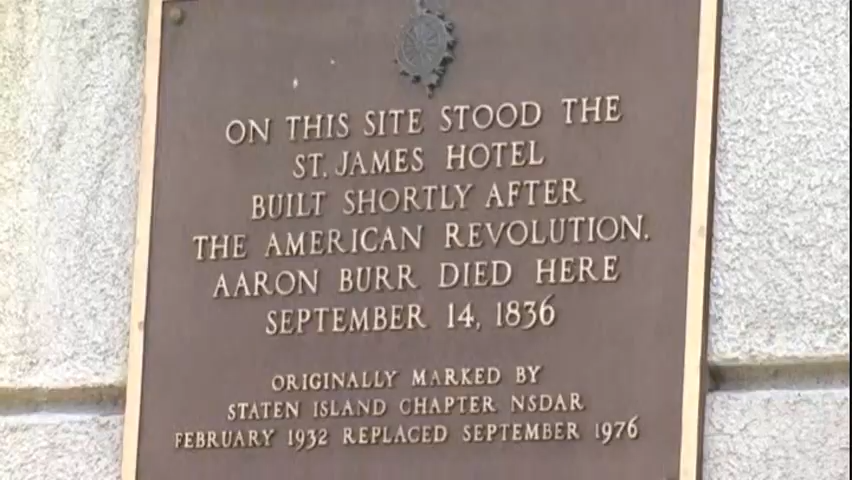 ON THIS SITE STOOD THE
ST. JAMES HOTEL
BUILT SHORTLY AFTER
THE AMERICAN REVOLUTION.
AARON BURR DIED HERE
SEPTEMBER 14, 1836
ORIGINALLY MARKED BY
STATEN ISLAND CHAPTER NSDAR
FEBRUARY 1932 REPLACED SEPTEMBER 1976